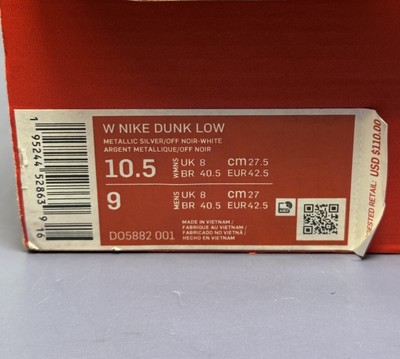 W NIKE DUNK LOW
METALLIC SILVER/OFF NOIR-WHITE
ARGENT METALLIQUE/OFF NOIR
10.5 WMNS UK 8 cm 27.5
BR 40.5 EUR 42.5
9 MENS UK 8 cm 27
BR 40.5 EUR 42.5
DO5882 001
MADE IN VIETNAM /
FABRIQUÉ AU VIETNAM /
FABRICADO NO VIETNÃ /
HECHO EN VIETNAM
1 95244 52863 9 16
USD $110.00